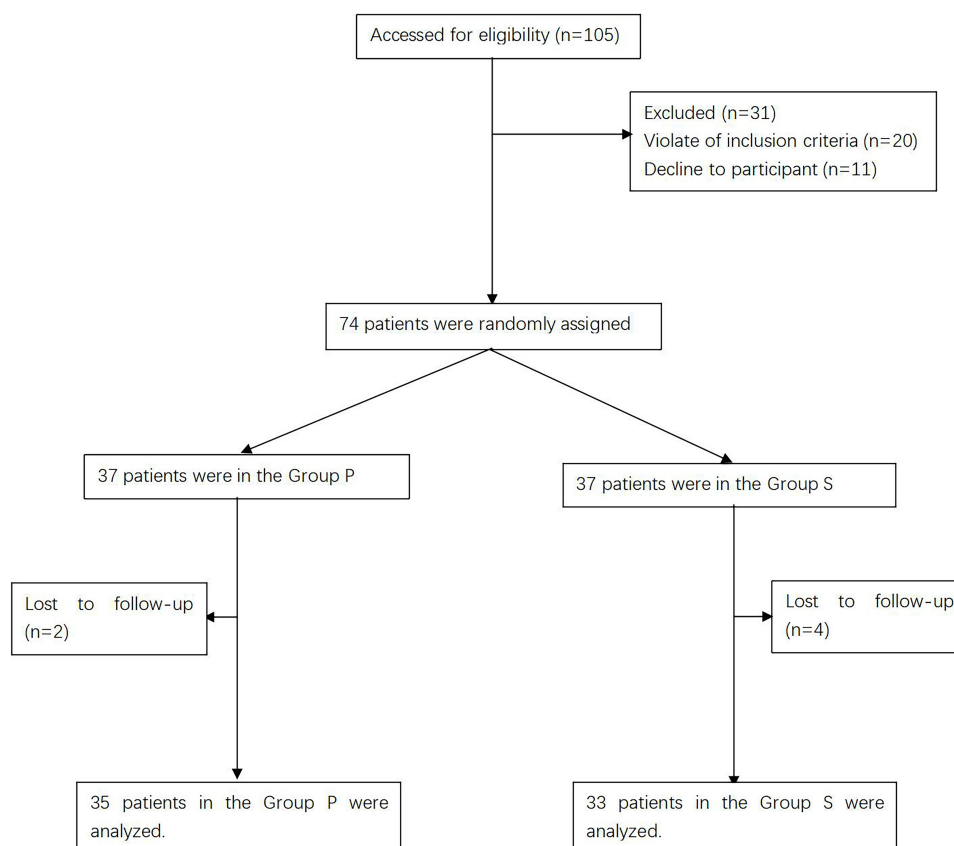 Accessed for eligibility (n=105)
Excluded (n=31)
Violate of inclusion criteria (n=20)
Decline to participant (n=11)
74 patients were randomly assigned
37 patients were in the Group P
37 patients were in the Group S
Lost to follow-up
(n=2)
Lost to follow-up
(n=4)
35 patients in the Group P were
analyzed.
33 patients in the Group S were
analyzed.